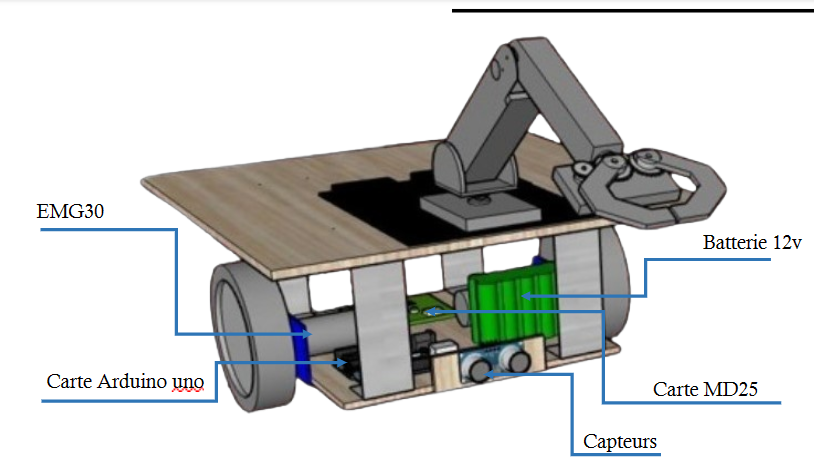 EMG30
Batterie 12v
Carte Arduino uno
Carte MD25
Capteurs